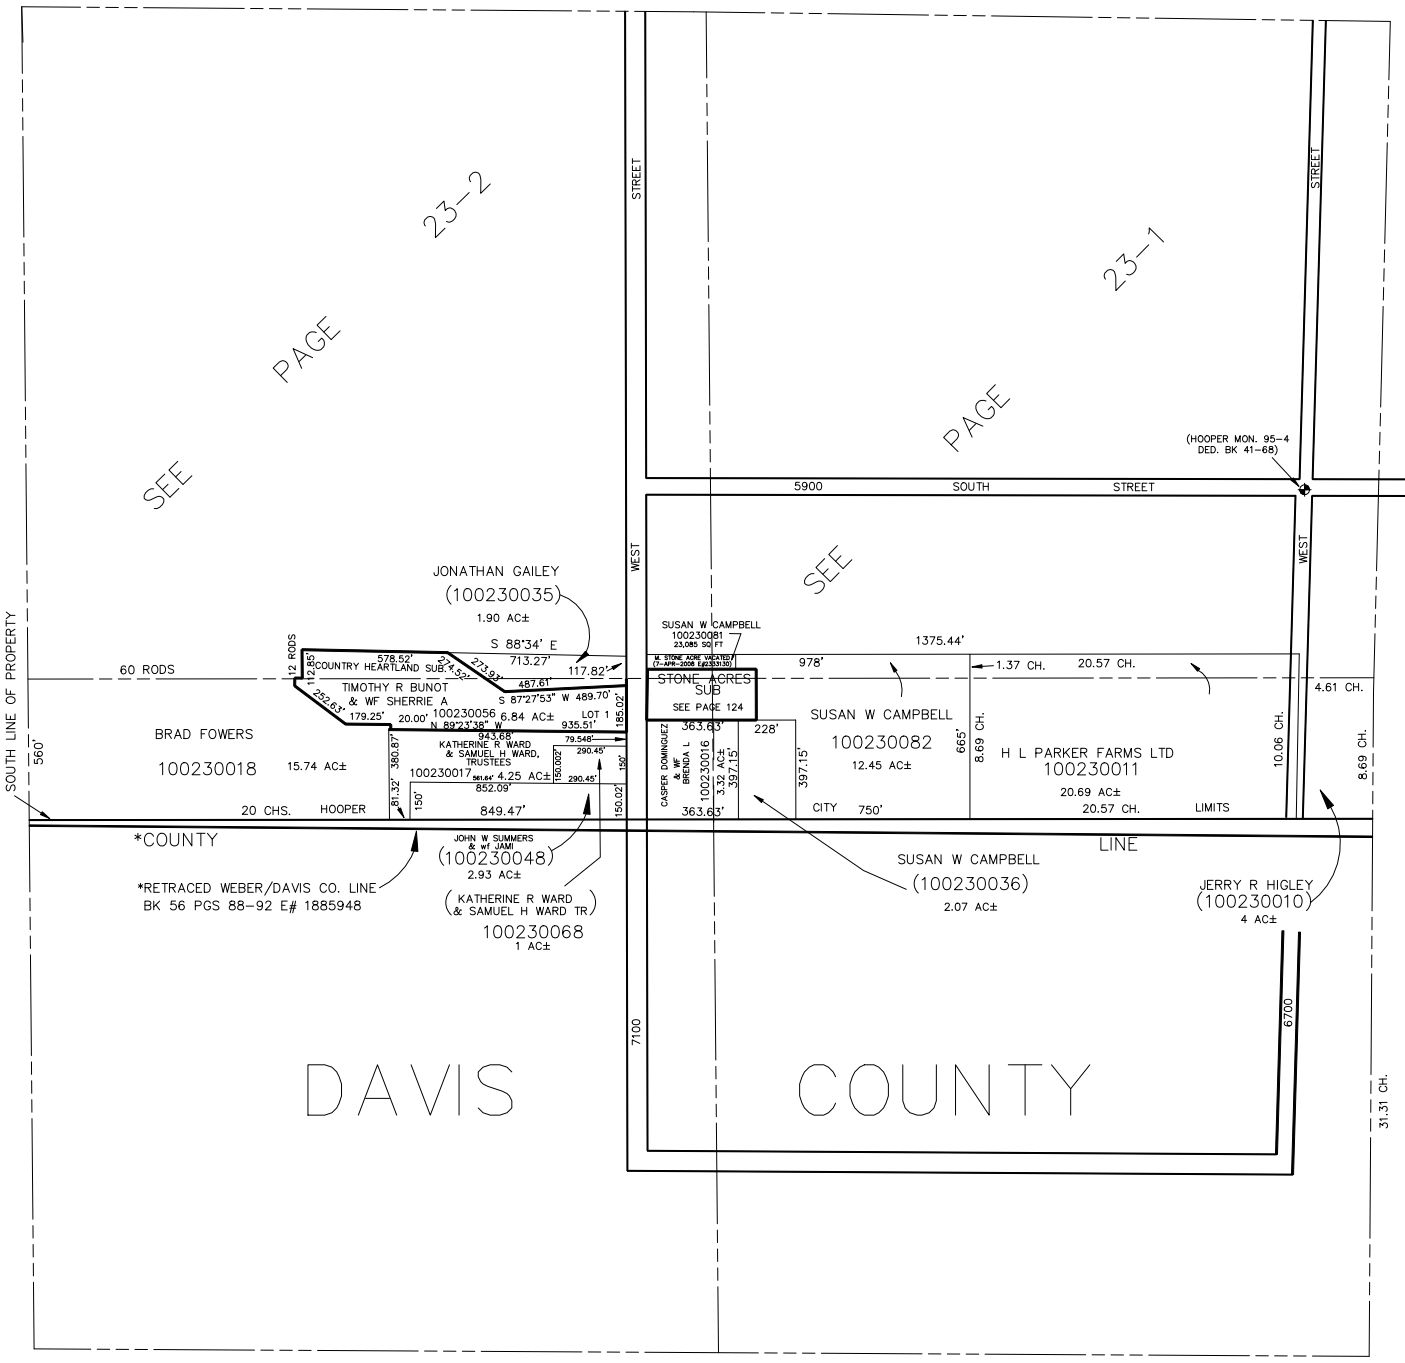 STREET
STREET
23-2
PAGE
SEE
23-1
PAGE
SEE
(HOOPER MON. 95-4
DED. BK 41-68)
5900
SOUTH
STREET
WEST
WEST
JONATHAN GAILEY
(100230035)
1.90 AC±
S 88°34' E
713.27'
117.82'
SUSAN W CAMPBELL
100230081
23,085 SQ FT
M. STONE ACRE VACATED
(7-APR-2008 E#2333130)
STONE ACRES
SUB
SEE PAGE 124
1375.44'
978'
1.37 CH.
20.57 CH.
4.61 CH.
SOUTH LINE OF PROPERTY
560'
60 RODS
12 RODS
112.85'
578.52'
COUNTRY HEARTLAND SUB.
274.52'
273.93'
487.61'
S 87°27'53" W 489.70'
TIMOTHY R BUNOT
& WF SHERRIE A
100230056 6.84 AC±
LOT 1
185.02'
252.63'
179.25'
20.00'
N 89°23'38" W
935.51'
943.68'
BRAD FOWERS
100230018
15.74 AC±
380.87'
81.32'
KATHERINE R WARD
& SAMUEL H WARD,
TRUSTEES
100230017
561.64'
4.25 AC±
79.548'
290.45'
150.002'
150'
290.45'
852.09'
150'
150.02'
849.47'
20 CHS.
HOOPER
363.63'
228'
CASPER DOMINGUEZ
& WF
BRENDA L
100230016
3.32 AC±
397.15'
397.15'
363.63'
SUSAN W CAMPBELL
100230082
12.45 AC±
665'
8.69 CH.
H L PARKER FARMS LTD
100230011
20.69 AC±
10.06 CH.
8.69 CH.
CITY
750'
20.57 CH.
LIMITS
*COUNTY
LINE
JOHN W SUMMERS
& wf JAMI
(100230048)
2.93 AC±
*RETRACED WEBER/DAVIS CO. LINE
BK 56 PGS 88-92 E# 1885948
(KATHERINE R WARD
& SAMUEL H WARD TR)
100230068
1 AC±
SUSAN W CAMPBELL
(100230036)
2.07 AC±
JERRY R HIGLEY
(100230010)
4 AC±
7100
6700
31.31 CH.
DAVIS COUNTY